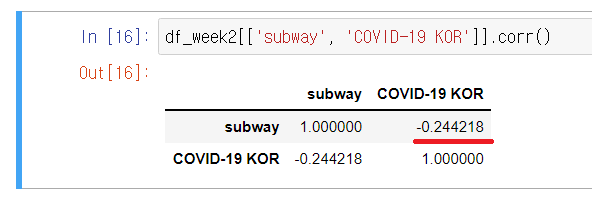 In [16]: df_week2[['subway', 'COVID-19 KOR']].corr()
Out[16]:
subway COVID-19 KOR
subway 1.000000 -0.244218
COVID-19 KOR -0.244218 1.000000